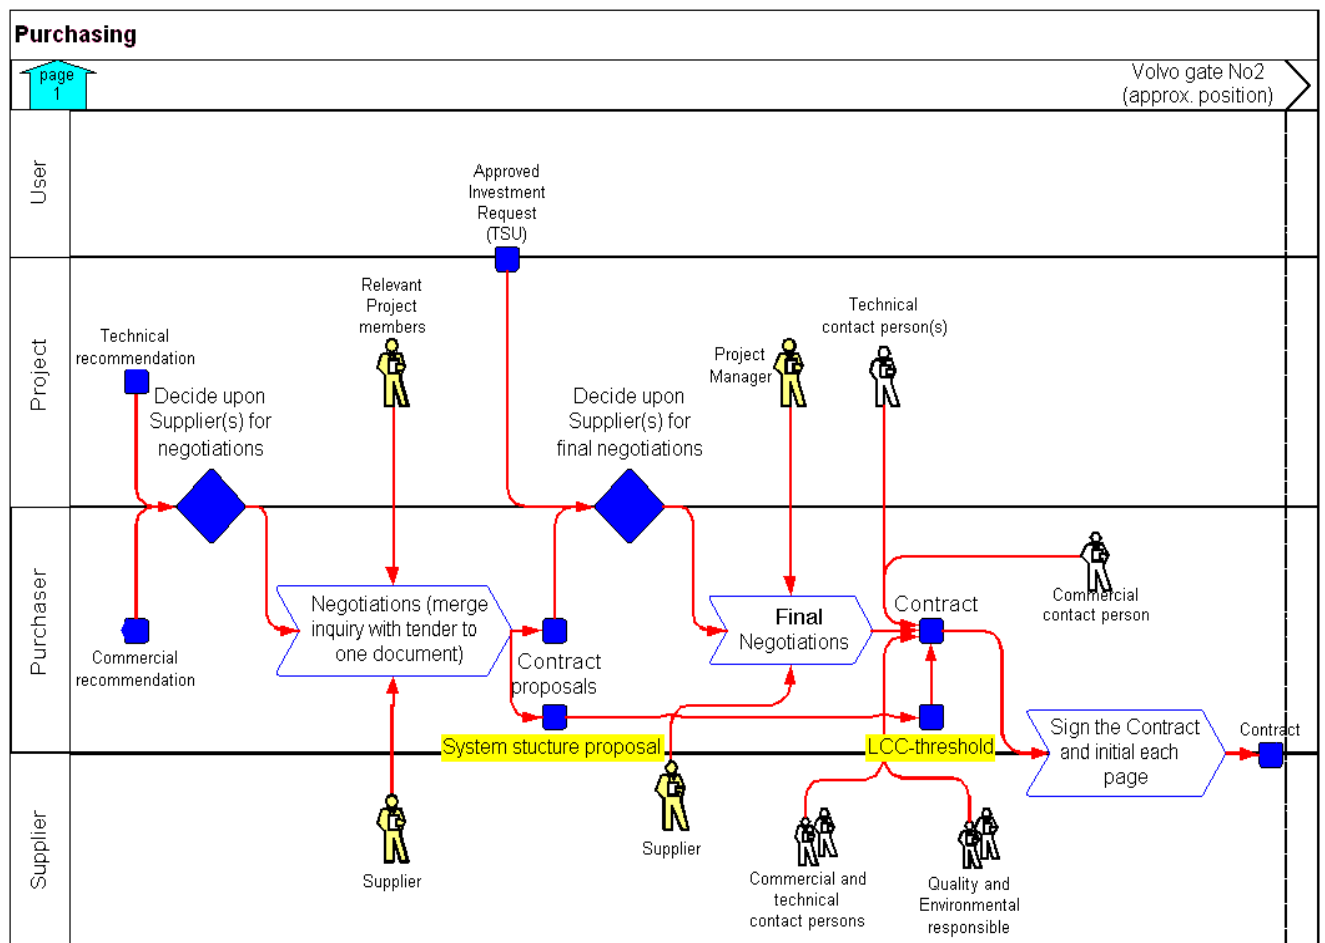 Purchasing
page
1
Volvo gate No2
(approx. position)
User
Approved
Investment
Request
(TSU)
Project
Technical
recommendation
Decide upon
Supplier(s) for
negotiations
Relevant
Project
members
Decide upon
Supplier(s) for
final negotiations
Project
Manager
Technical
contact person(s)
Purchaser
Commercial
recommendation
Negotiations (merge
inquiry with tender to
one document)
Contract
proposals
System stucture proposal
Final
Negotiations
Contract
LCC-threshold
Commercial
contact person
Sign the Contract
and initial each
page
Contract
Supplier
Supplier
Supplier
Commercial and
technical
contact persons
Quality and
Environmental
responsible